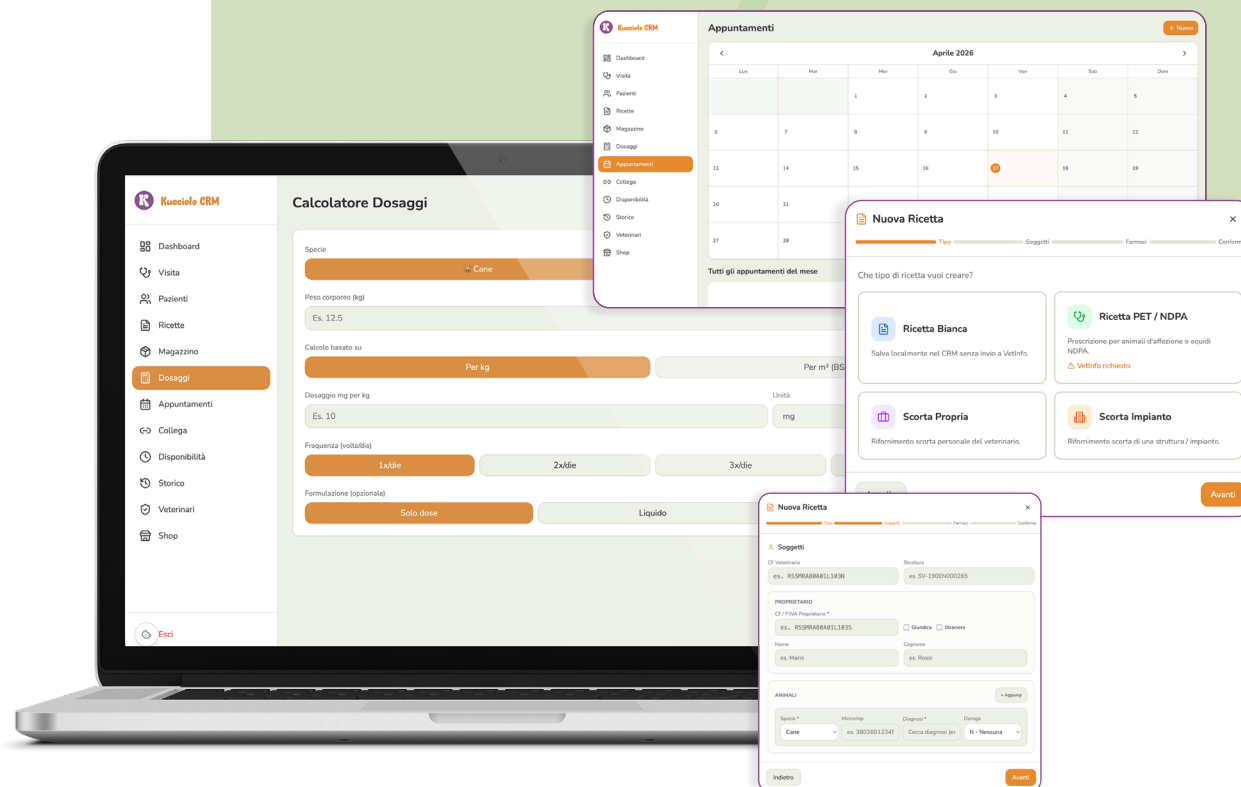 Kucciolo CRM
Dashboard
Visita
Pazienti
Ricette
Magazzino
Dosaggi
Appuntamenti
Collega
Disponibilità
Storico
Veterinari
Shop
Esci
Calcolatore Dosaggi
Specie
Cane
Peso corporeo (kg)
Es. 12.5
Calcolo basato su
Per kg
Per m² (BS
Dosaggio mg per kg
Unità
Es. 10
mg
Frequenza (volte/die)
1x/die
2x/die
3x/die
Formulazione (opzionale)
Solo dose
Liquido
Kucciolo CRM
Dashboard
Visita
Pazienti
Ricette
Magazzino
Dosaggi
Appuntamenti
Collega
Disponibilità
Storico
Veterinari
Shop
Appuntamenti
+ Nuovo
Aprile 2026
Lun Mar Mer Gio Ven Sab Dom
1 2 3 4 5
6 7 8 9 10 11 12
13 14 15 16 17 18 19
20 21
27 28
Tutti gli appuntamenti del mese
Nuova Ricetta
Tipo Soggetti Farmaci Conferm
Che tipo di ricetta vuoi creare?
Ricetta Bianca
Salva localmente nel CRM senza invio a VetInfo.
Ricetta PET / NDPA
Prescrizione per animali d'affezione o equidi
NDPA.
VetInfo richiesto
Scorta Propria
Rifornimento scorta personale del veterinario.
Scorta Impianto
Rifornimento scorta di una struttura / impianto.
Avanti
Nuova Ricetta
Tipo Soggetti Farmaci Conferma
Soggetti
CF Veterinario
Struttura
es. RSSMRA80A01L103N
es. SV-190EN00026S
PROPRIETARIO
CF / P.IVA Proprietario *
es. RSSMRA80A01L103S
Giuridica
Straniero
Nome
Cognome
es. Mario
es. Rossi
ANIMALI
+ Aggiungi
Specie *
Microchip
Diagnosi *
Deroga
Cane
es. 38026012345
Cerca diagnosi (er
N - Nessuna
Indietro
Avanti